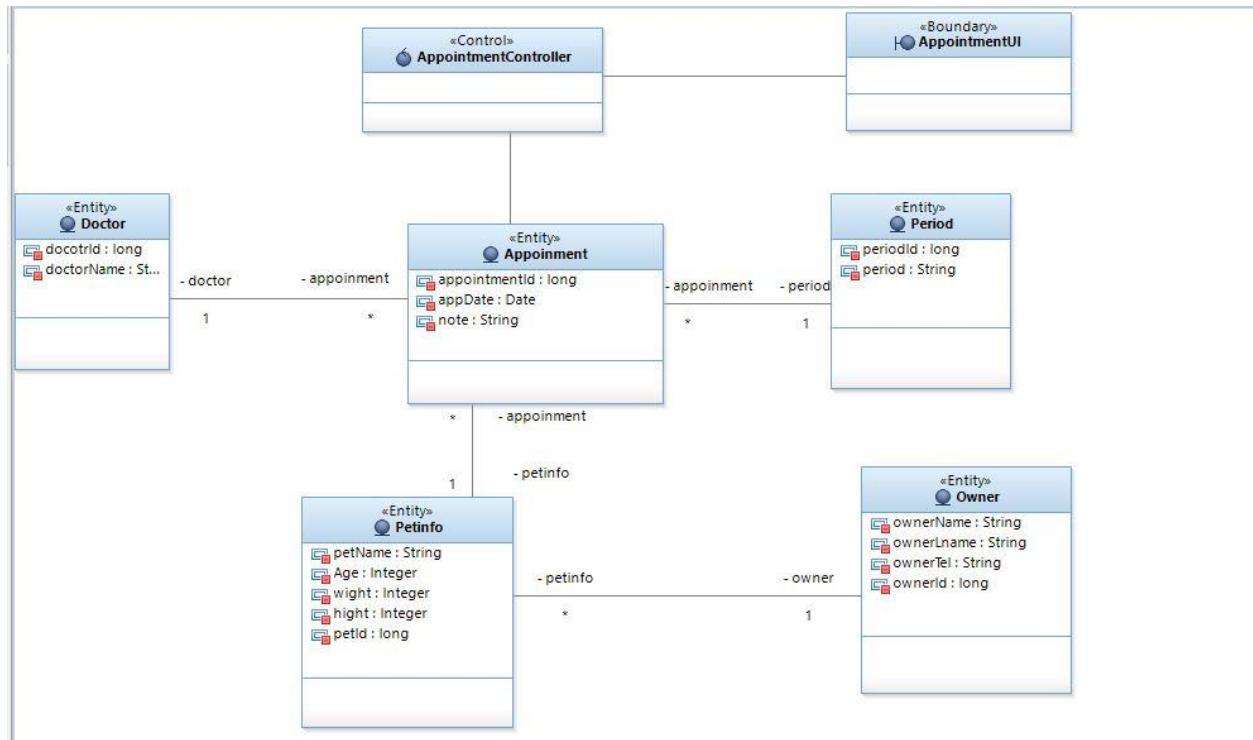 «Control»
AppointmentController
«Boundary»
AppointmentUI
«Entity»
Doctor
docotrId : long
doctorName : St...
- doctor
1
- appoinment
*
«Entity»
Appoinment
appointmentId : long
appDate : Date
note : String
- appoinment
*
- period
1
«Entity»
Period
periodId : long
period : String
*
- appoinment
- petinfo
1
«Entity»
Petinfo
petName : String
Age : Integer
wight : Integer
hight : Integer
petId : long
- petinfo
*
- owner
1
«Entity»
Owner
ownerName : String
ownerLname : String
ownerTel : String
ownerId : long